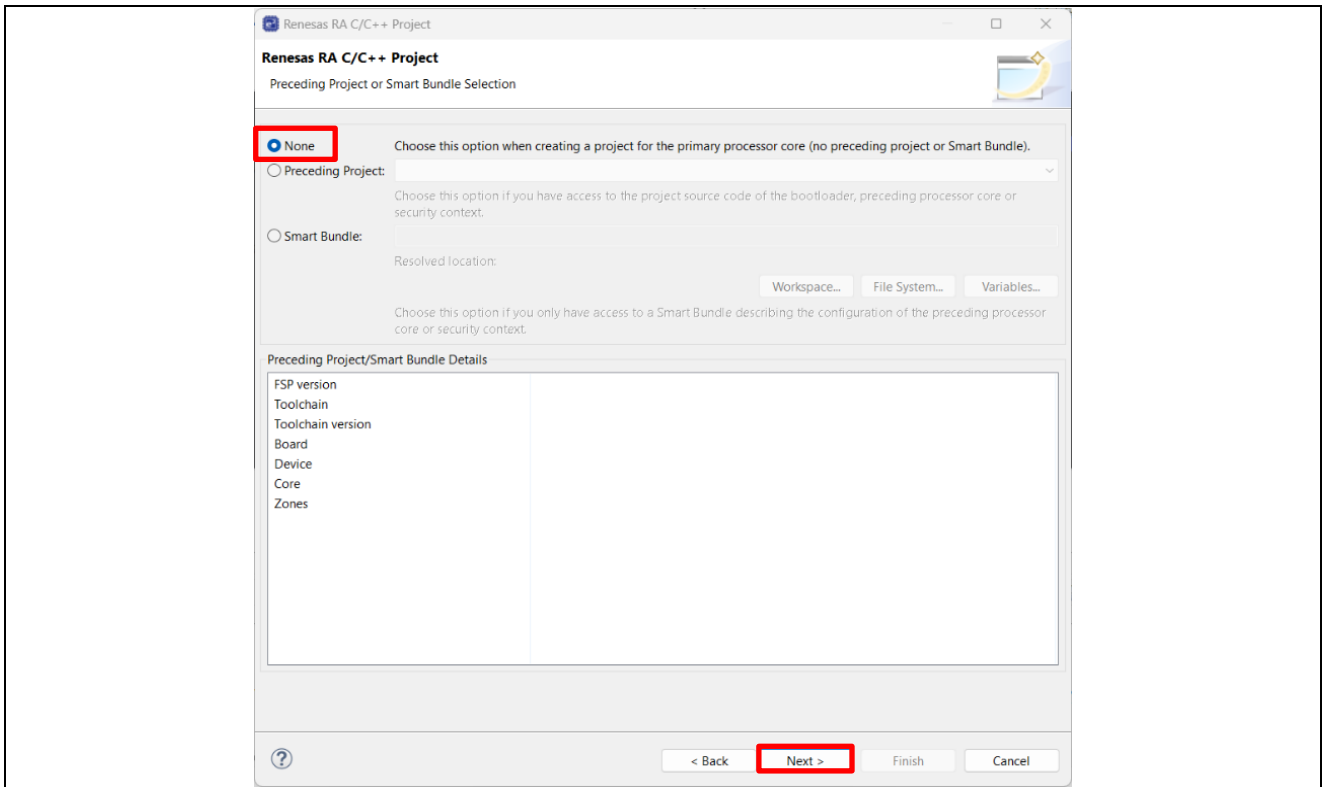 Renesas RA C/C++ Project
Renesas RA C/C++ Project
Preceding Project or Smart Bundle Selection
None
Choose this option when creating a project for the primary processor core (no preceding project or Smart Bundle).
Preceding Project:
Choose this option if you have access to the project source code of the bootloader, preceding processor core or
security context.
Smart Bundle:
Resolved location:
Workspace... File System... Variables...
Choose this option if you only have access to a Smart Bundle describing the configuration of the preceding processor
core or security context.
Preceding Project/Smart Bundle Details
FSP version
Toolchain
Toolchain version
Board
Device
Core
Zones
? < Back Next > Finish Cancel